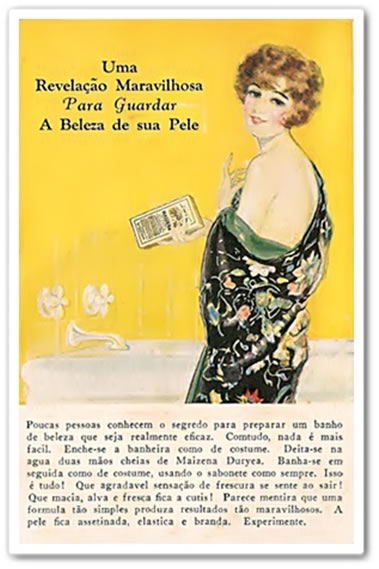 Uma
Revelação Maravilhosa
Para Guardar
A Beleza de sua Pele
Poucas pessoas conhecem o segredo para preparar um banho
de beleza que seja realmente eficaz. Comtudo, nada é mais
facil. Enche-se a banheira como de costume. Deita-se na
agua duas mãos cheias de Maizena Duryea. Banha-se em
seguida como de costume, usando o sabonete como sempre. Isso
é tudo! Que agradavel sensação de frescura se sente ao sair!
Que macia, alva e fresca fica a cutis! Parece mentira que uma
formula tão simples produza resultados tão maravilhosos. A
pele fica assetinada, elastica e branda. Experimente.